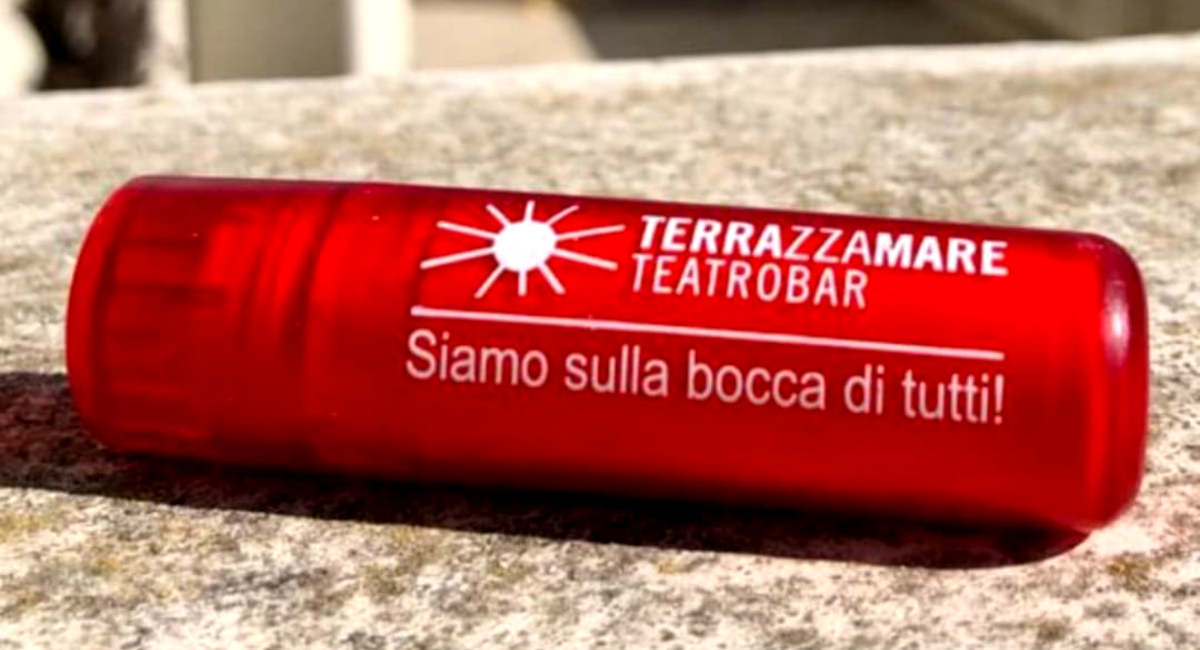 TERRAZZAMARE
TEATROBAR
Siamo sulla bocca di tutti!